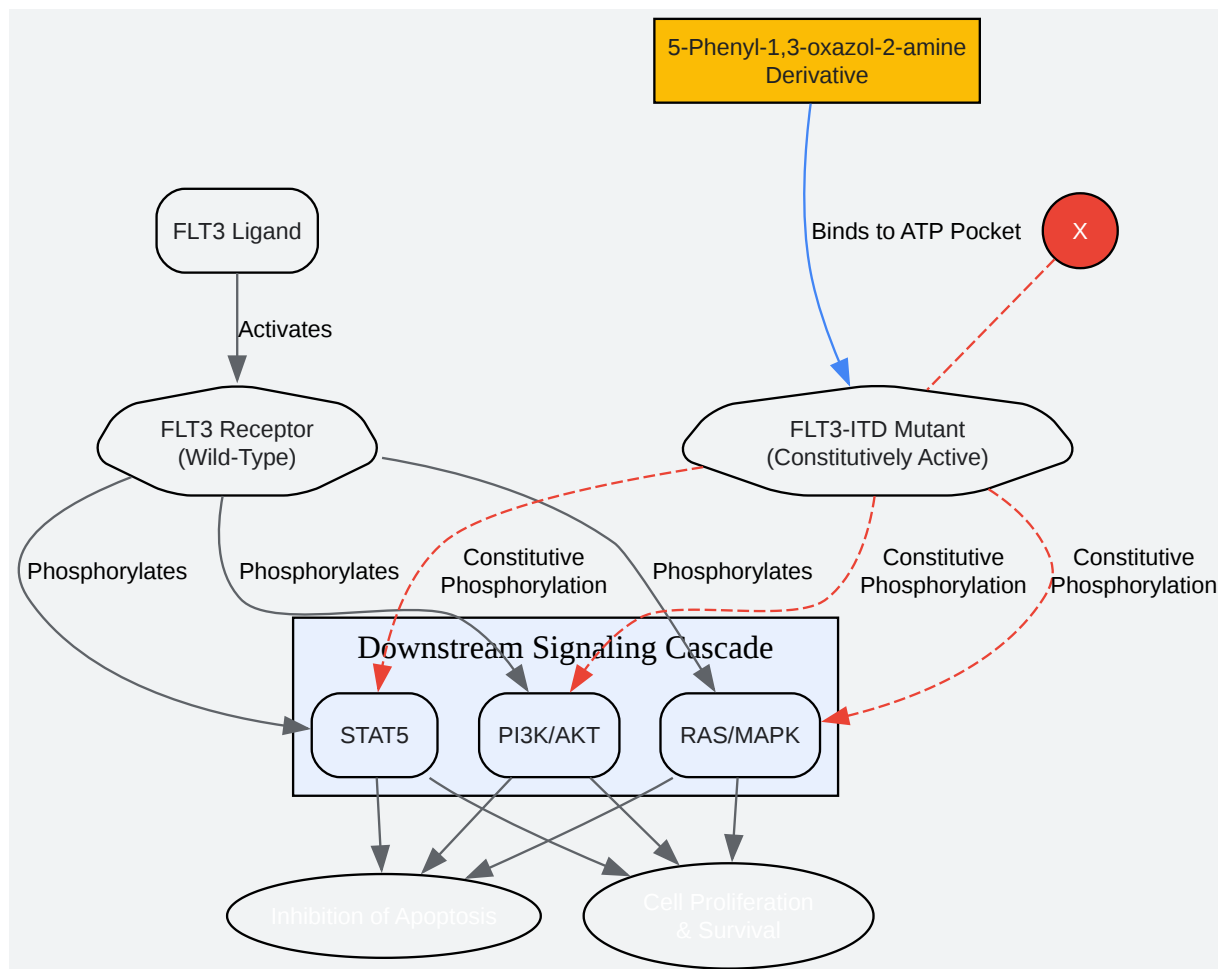 5-Phenyl-1,3-oxazol-2-amine
Derivative
FLT3 Ligand
Binds to ATP Pocket
X
Activates
FLT3 Receptor
(Wild-Type)
FLT3-ITD Mutant
(Constitutively Active)
Phosphorylates
Phosphorylates
Constitutive
Phosphorylation
Phosphorylates
Constitutive
Phosphorylation
Constitutive
Phosphorylation
Downstream Signaling Cascade
STAT5
PI3K/AKT
RAS/MAPK
Inhibition of Apoptosis
Cell Proliferation
& Survival